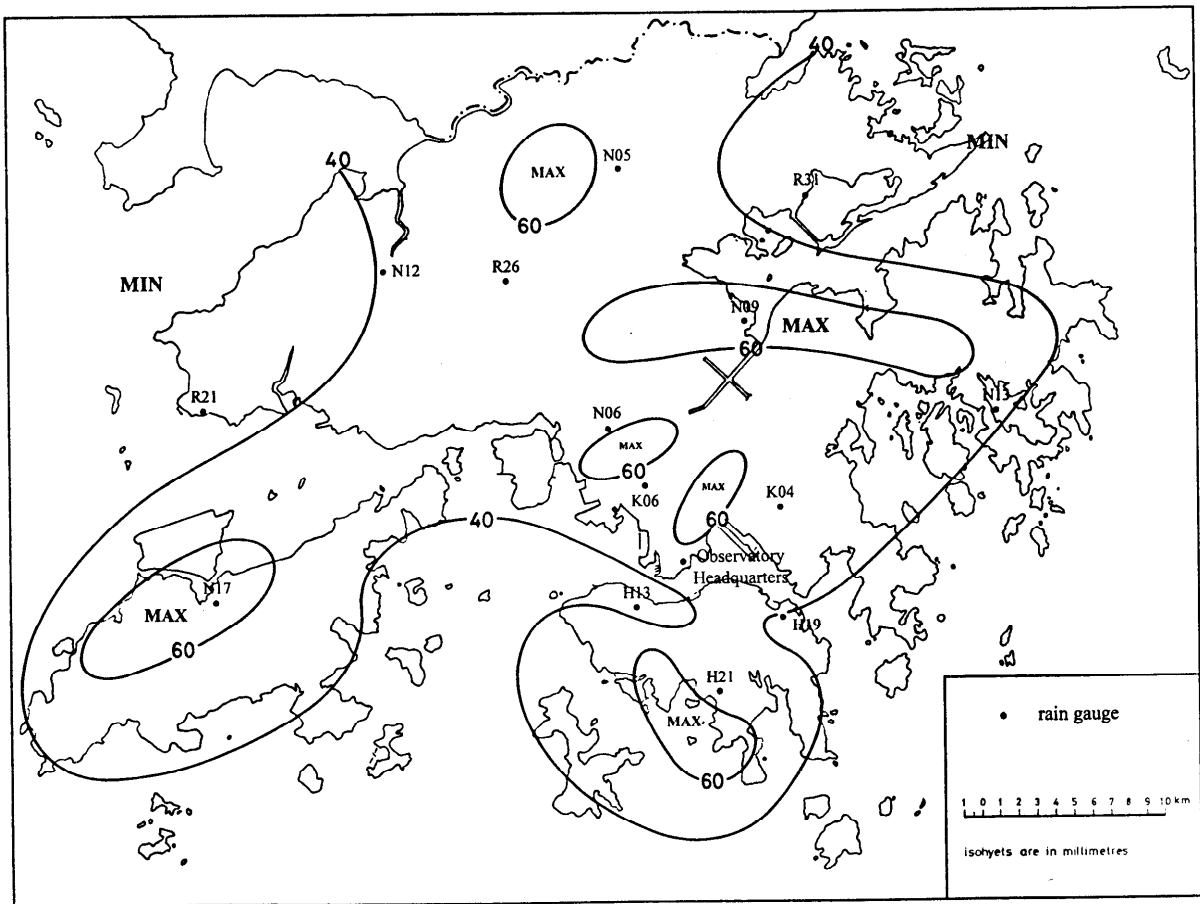 40
MIN
40
MAX
N05
R31
60
MIN
N12
R26
N09
MAX
60
R21
N13
N06
MAX
60
K06
MAX
K04
60
40
Observatory
Headquarters
N17
H13
H19
MAX
60
H21
MAX
60
rain gauge
1 0 1 2 3 4 5 6 7 8 9 10 km
isohyets are in millimetres